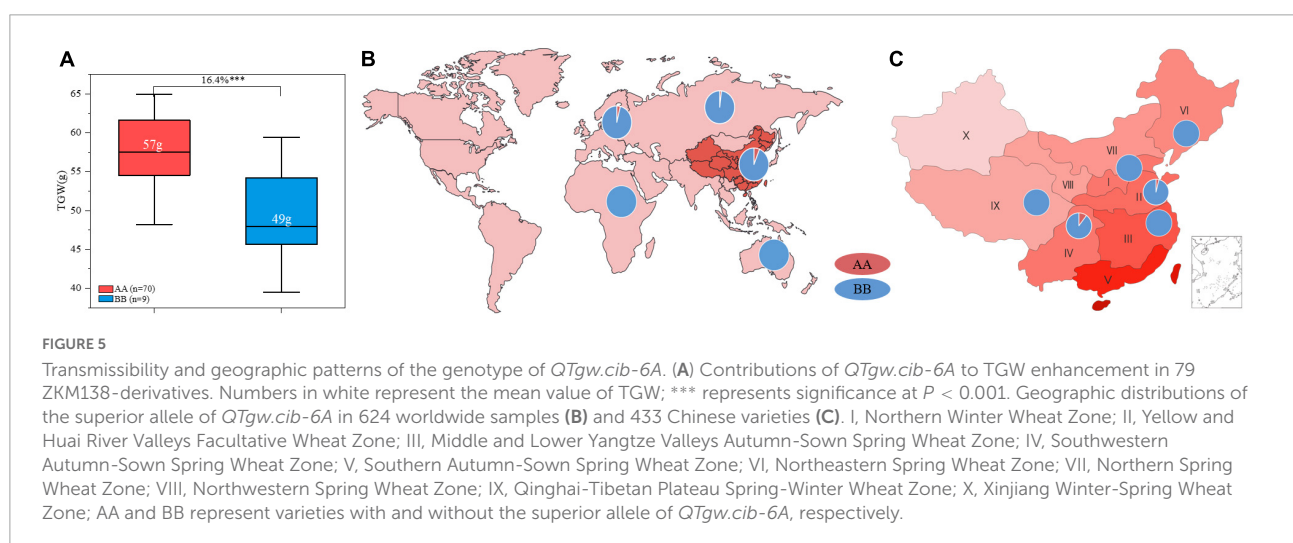 A
B
C
16.4%***
65
60
55
50
45
40
TGW(g)
57g
49g
AA (n=70)
BB (n=9)
AA
BB
X
VI
VII
I
VIII
II
IX
IV
III
V
FIGURE 5
Transmissibility and geographic patterns of the genotype of QTgw.cib-6A. (A) Contributions of QTgw.cib-6A to TGW enhancement in 79
ZKM138-derivatives. Numbers in white represent the mean value of TGW; *** represents significance at P < 0.001. Geographic distributions of
the superior allele of QTgw.cib-6A in 624 worldwide samples (B) and 433 Chinese varieties (C). I, Northern Winter Wheat Zone; II, Yellow and
Huai River Valleys Facultative Wheat Zone; III, Middle and Lower Yangtze Valleys Autumn-Sown Spring Wheat Zone; IV, Southwestern
Autumn-Sown Spring Wheat Zone; V, Southern Autumn-Sown Spring Wheat Zone; VI, Northeastern Spring Wheat Zone; VII, Northern Spring
Wheat Zone; VIII, Northwestern Spring Wheat Zone; IX, Qinghai-Tibetan Plateau Spring-Winter Wheat Zone; X, Xinjiang Winter-Spring Wheat
Zone; AA and BB represent varieties with and without the superior allele of QTgw.cib-6A, respectively.